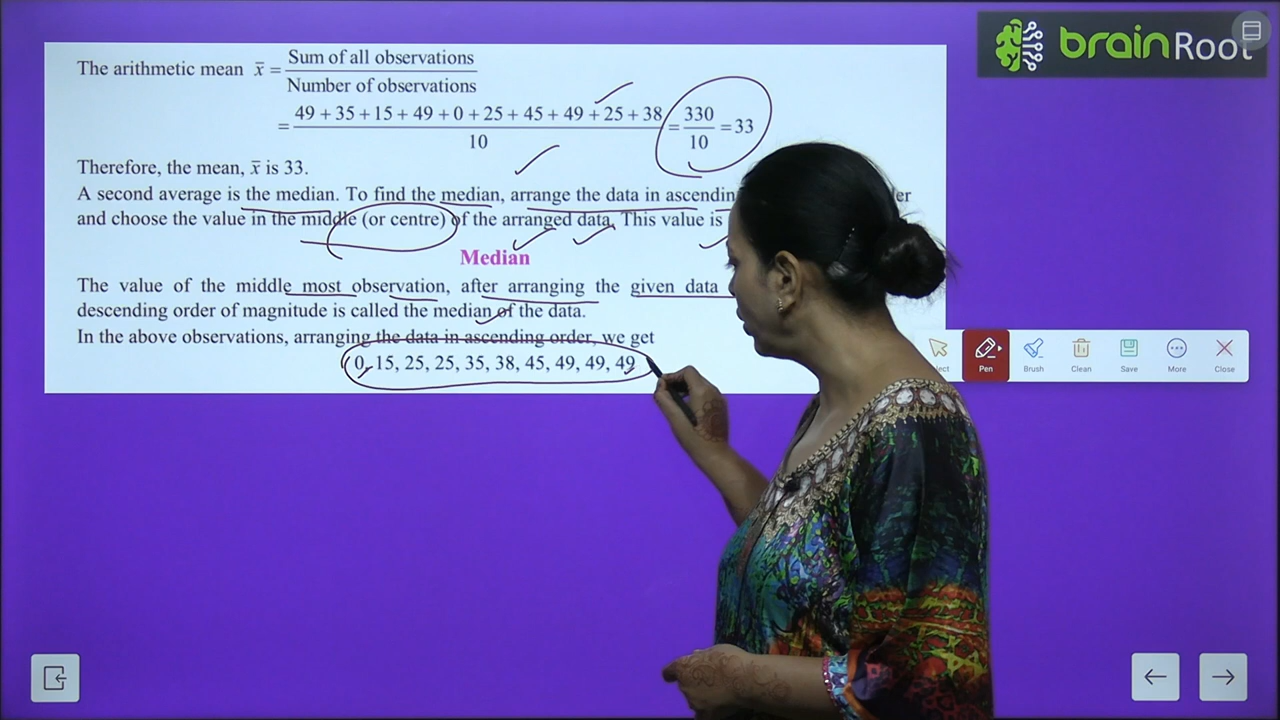 brainRoot
The arithmetic mean x̄ = Sum of all observations / Number of observations
= 49 + 35 + 15 + 49 + 0 + 25 + 45 + 49 + 25 + 38 / 10 = 330 / 10 = 33
Therefore, the mean, x̄ is 33.
A second average is the median. To find the median, arrange the data in
and choose the value in the middle (or centre) of the arranged data. This value is
Median
The value of the middle most observation, after arranging the given data
descending order of magnitude is called the median of the data.
In the above observations, arranging the data in ascending order, we get
0, 15, 25, 25, 35, 38, 45, 49, 49, 49
Pen Brush Clean Save More Close